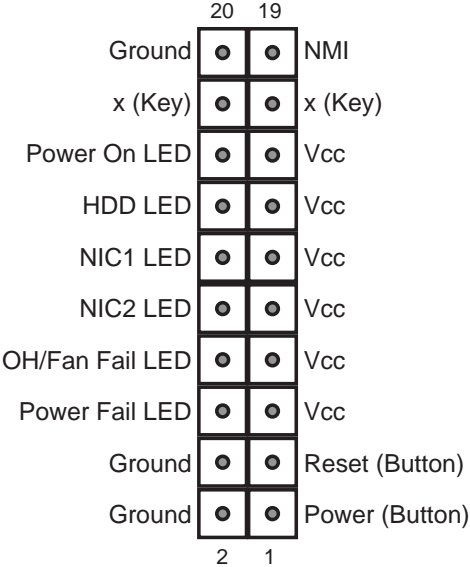 20 19
Ground NMI
x (Key) x (Key)
Power On LED Vcc
HDD LED Vcc
NIC1 LED Vcc
NIC2 LED Vcc
OH/Fan Fail LED Vcc
Power Fail LED Vcc
Ground Reset (Button)
Ground Power (Button)
2 1